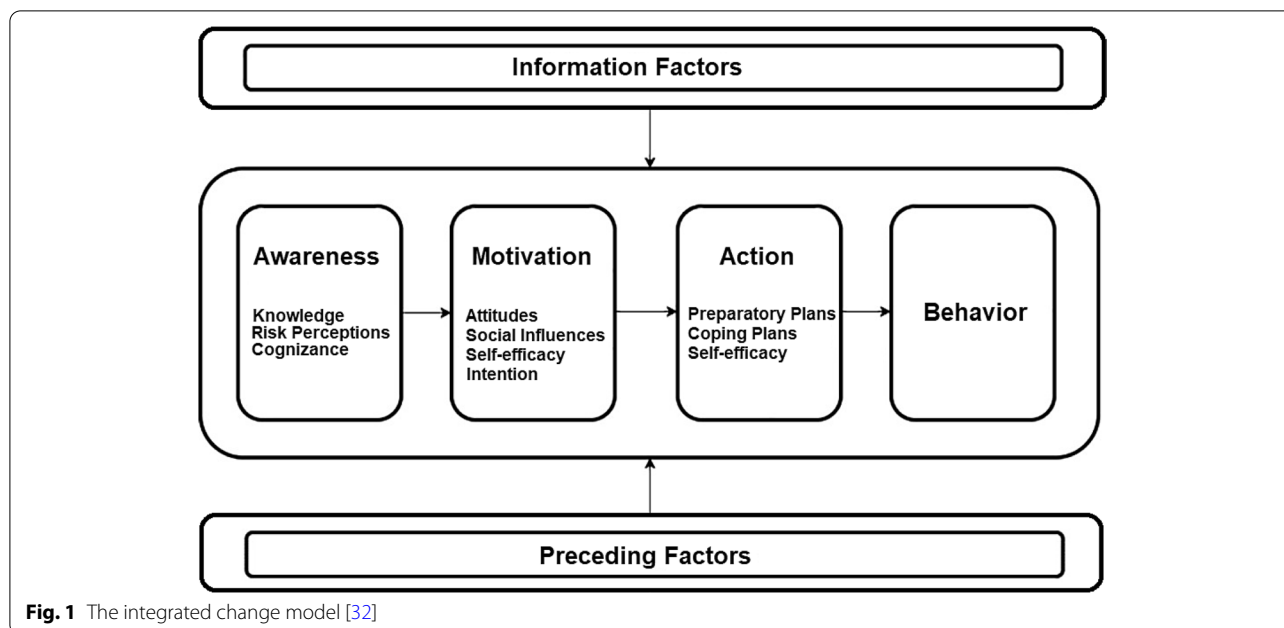 Information Factors
Awareness
Knowledge
Risk Perceptions
Cognizance
Motivation
Attitudes
Social Influences
Self-efficacy
Intention
Action
Preparatory Plans
Coping Plans
Self-efficacy
Behavior
Preceding Factors
Fig. 1 The integrated change model [32]